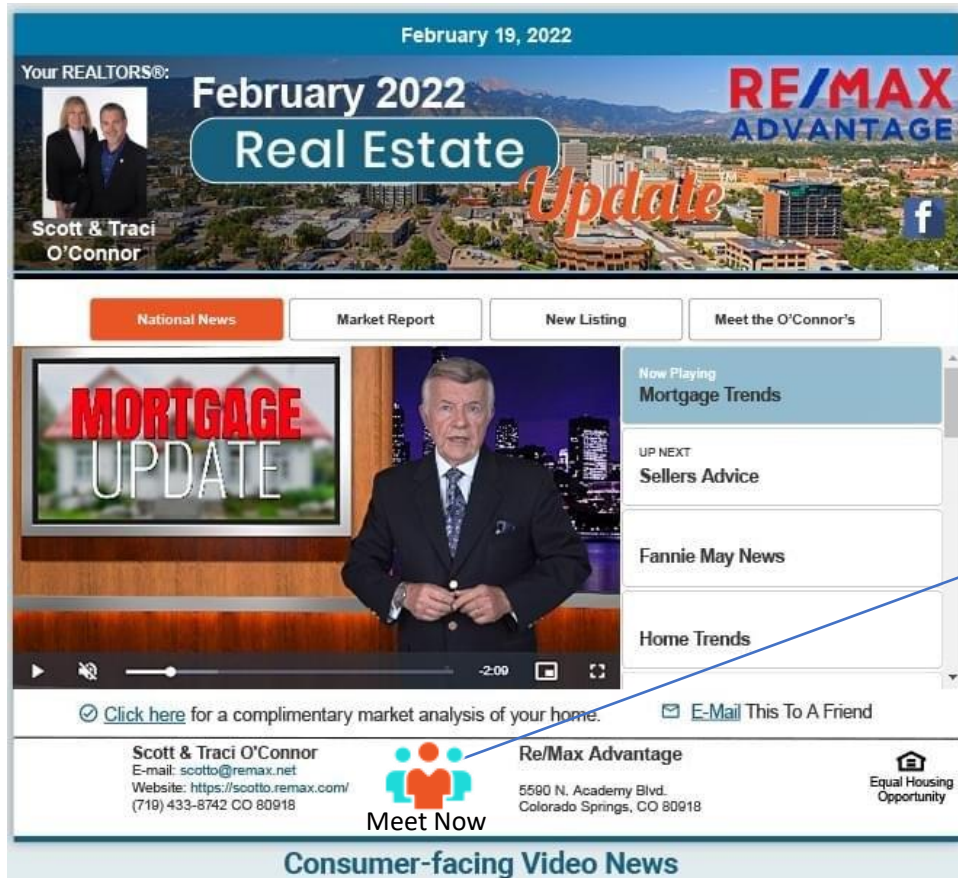 February 19, 2022
Your REALTORS®:
February 2022
Real Estate
Update™
RE/MAX
ADVANTAGE
Scott & Traci
O'Connor
f
National News
Market Report
New Listing
Meet the O'Connor's
MORTGAGE
UPDATE
Now Playing
Mortgage Trends
UP NEXT
Sellers Advice
Fannie May News
Home Trends
-2:09
Click here for a complimentary market analysis of your home.
E-Mail This To A Friend
Scott & Traci O'Connor
E-mail: scotto@remax.net
Website: https://scotto.remax.com/
(719) 433-8742 CO 80918
Meet Now
Re/Max Advantage
5590 N. Academy Blvd.
Colorado Springs, CO 80918
Equal Housing
Opportunity
Consumer-facing Video News